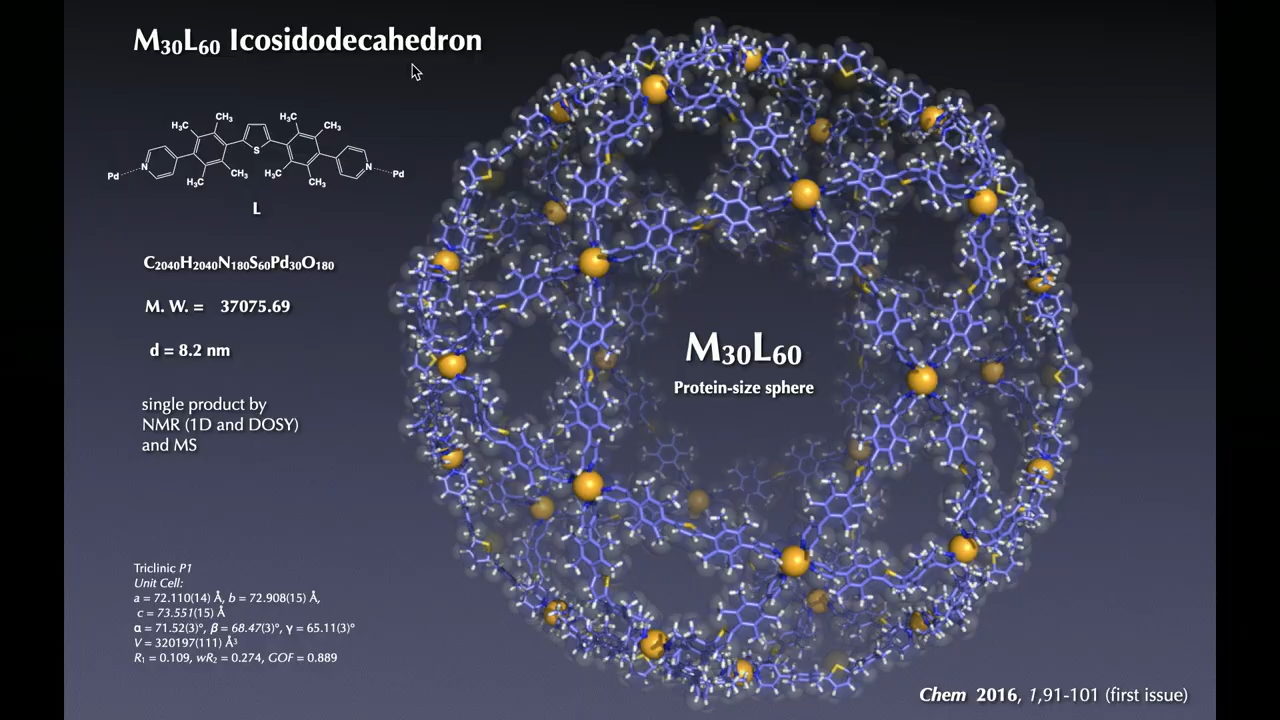 M₃₀L₆₀ Icosidodecahedron
H₃C CH₃ H₃C CH₃
Pd N S N Pd
H₃C CH₃ H₃C CH₃
L
C₂₀₄₀H₂₀₄₀N₁₈₀S₆₀Pd₃₀O₁₈₀
M. W. = 37075.69
d = 8.2 nm
single product by
NMR (1D and DOSY)
and MS
M₃₀L₆₀
Protein-size sphere
Triclinic P1
Unit Cell:
a = 72.110(14) Å, b = 72.908(15) Å,
c = 73.551(15) Å
α = 71.52(3)°, β = 68.47(3)°, γ = 65.11(3)°
V = 320197(111) Å³
R₁ = 0.109, wR₂ = 0.274, GOF = 0.889
Chem 2016, 1,91-101 (first issue)